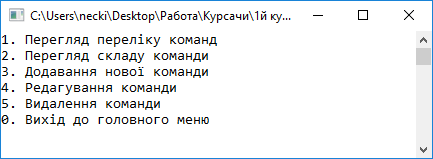 C:\Users\necki\Desktop\Работа\Курсачи\1й ку...
1. Перегляд переліку команд
2. Перегляд складу команди
3. Додавання нової команди
4. Редагування команди
5. Видалення команди
0. Вихід до головного меню